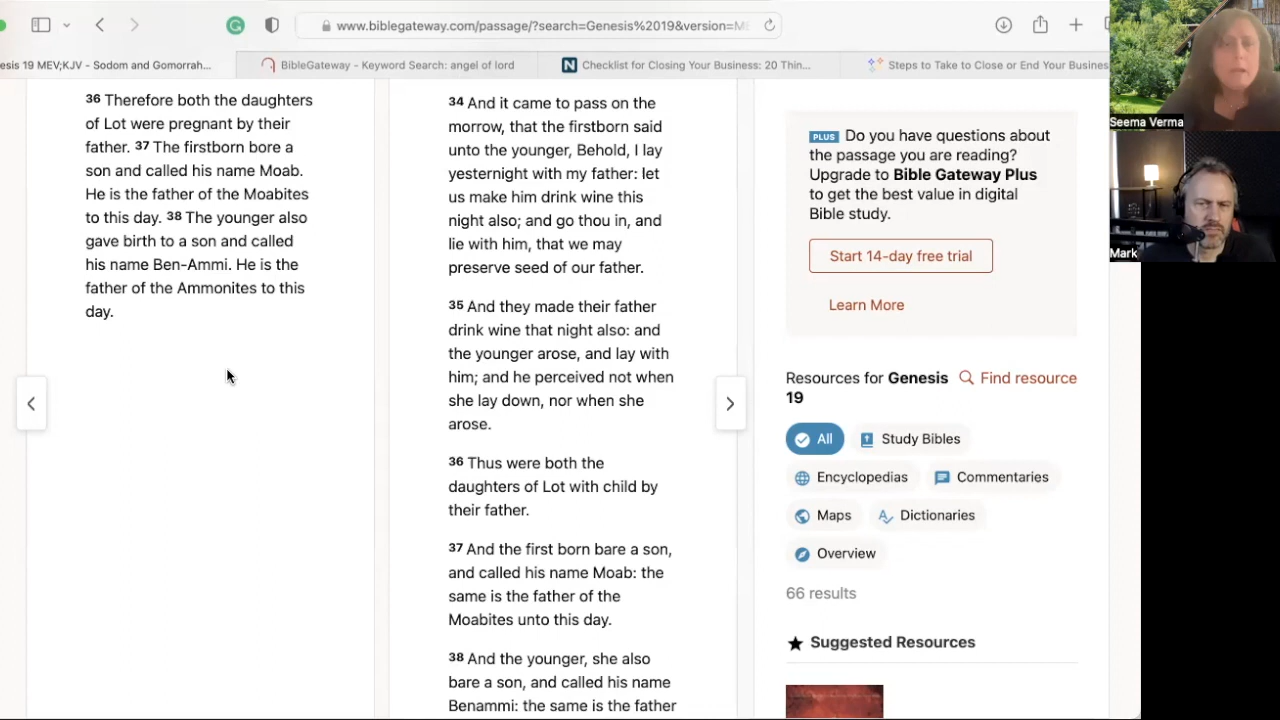 www.biblegateway.com/passage/?search=Genesis%2019&version=M
esis 19 MEV;KJV - Sodom and Gomorrah...
BibleGateway - Keyword Search: angel of lord
Checklist for Closing Your Business: 20 Thin...
Steps to Take to Close or End Your Busines
36 Therefore both the daughters
of Lot were pregnant by their
father. 37 The firstborn bore a
son and called his name Moab.
He is the father of the Moabites
to this day. 38 The younger also
gave birth to a son and called
his name Ben-Ammi. He is the
father of the Ammonites to this
day.
34 And it came to pass on the
morrow, that the firstborn said
unto the younger, Behold, I lay
yesternight with my father: let
us make him drink wine this
night also; and go thou in, and
lie with him, that we may
preserve seed of our father.
35 And they made their father
drink wine that night also: and
the younger arose, and lay with
him; and he perceived not when
she lay down, nor when she
arose.
36 Thus were both the
daughters of Lot with child by
their father.
37 And the first born bare a son,
and called his name Moab: the
same is the father of the
Moabites unto this day.
38 And the younger, she also
bare a son, and called his name
Benammi: the same is the father
PLUS Do you have questions about
the passage you are reading?
Upgrade to Bible Gateway Plus
to get the best value in digital
Bible study.
Start 14-day free trial
Learn More
Resources for Genesis
19
Find resource
All
Study Bibles
Encyclopedias
Commentaries
Maps
Dictionaries
Overview
66 results
Suggested Resources
Seema Verma
Mark